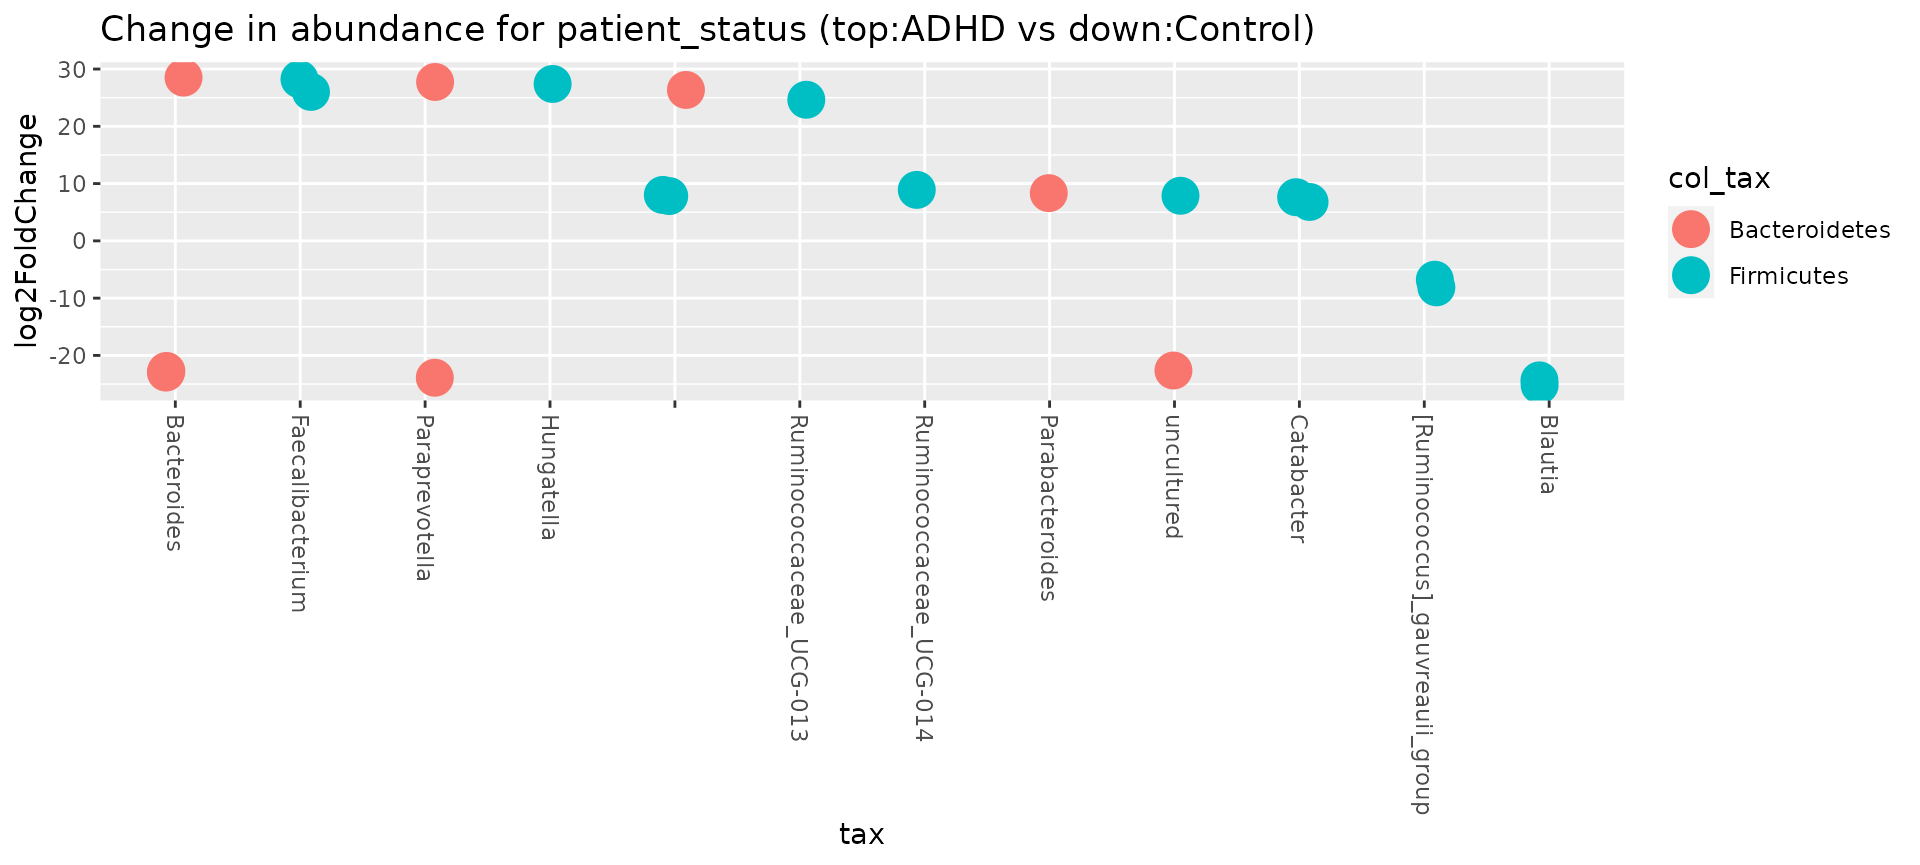 Change in abundance for patient_status (top:ADHD vs down:Control)
log2FoldChange
30
20
10
0
-10
-20
Bacteroides
Faecalibacterium
Paraprevotella
Hungatella
Ruminococcaceae_UCG-013
Ruminococcaceae_UCG-014
Parabacteroides
uncultured
Catabacter
[Ruminococcus]_gauvreauii_group
Blautia
tax
col_tax
Bacteroidetes
Firmicutes